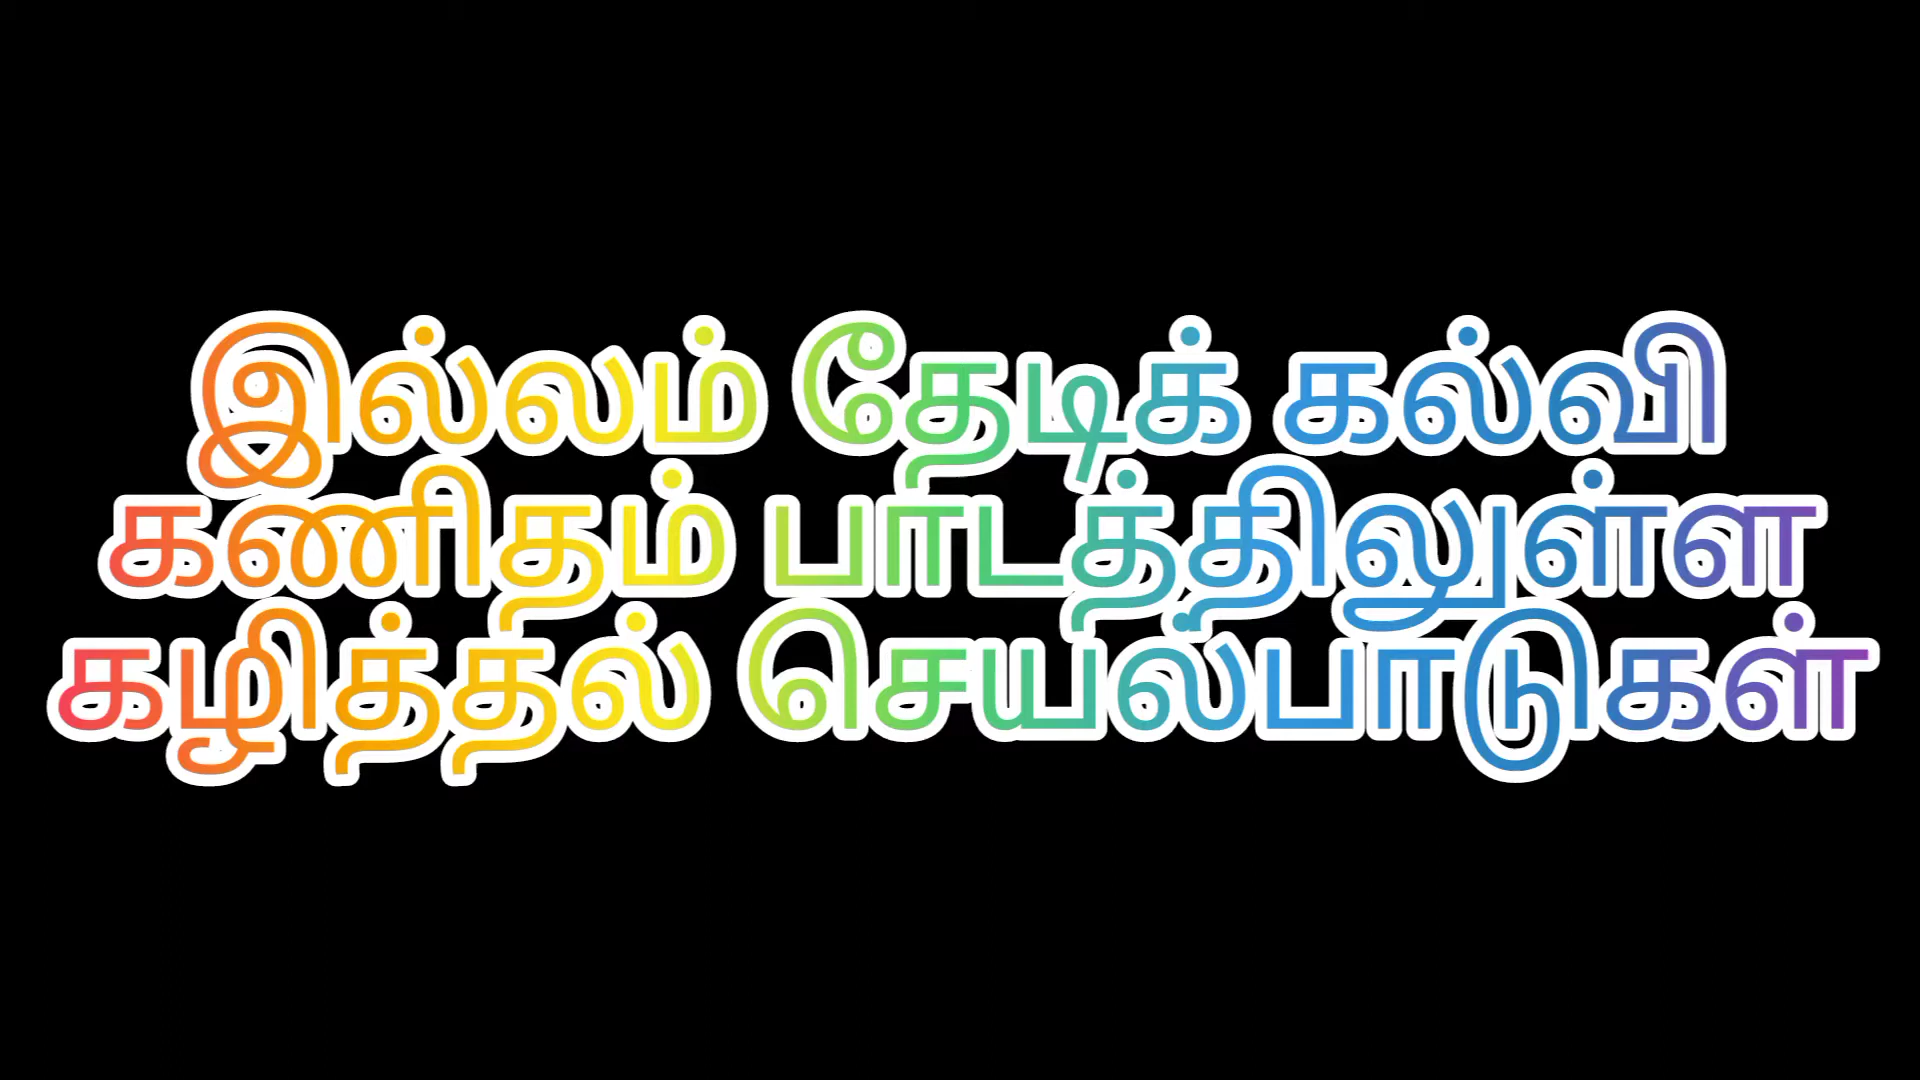 இல்லம் தேடிக் கல்வி
கணிதம் பாடத்திலுள்ள
கழித்தல் செயல்பாடுகள்